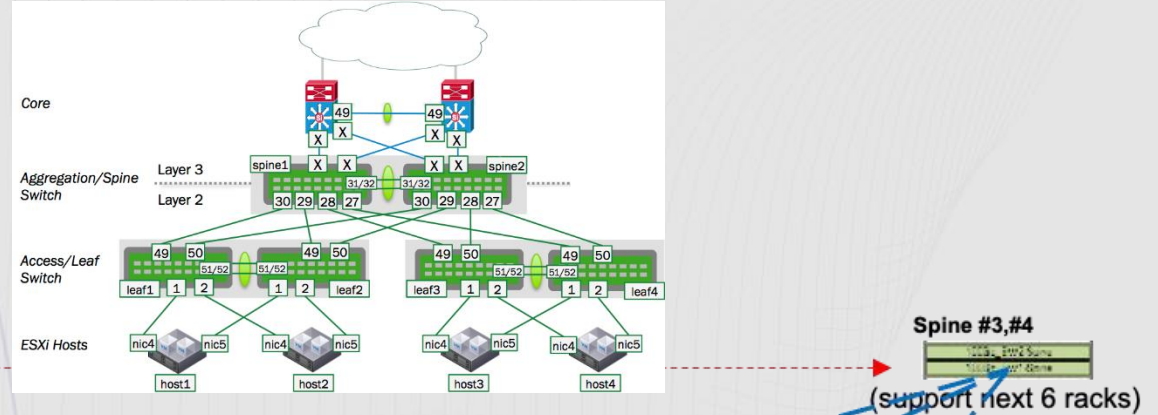 Core
49 49
X X X X
spine1 X X X X spine2
Layer 3
Aggregation/Spine
Switch
31/32 31/32
Layer 2
30 29 28 27 30 29 28 27
49 50 49 50 49 50 49 50
Access/Leaf
Switch
51/52 51/52 51/52 51/52
leaf1 1 2 1 2 leaf2 leaf3 1 2 1 2 leaf4
ESXi Hosts
nic4 nic5 nic4 nic5 nic4 nic5 nic4 nic5
host1 host2 host3 host4
Spine #3,#4
(support next 6 racks)